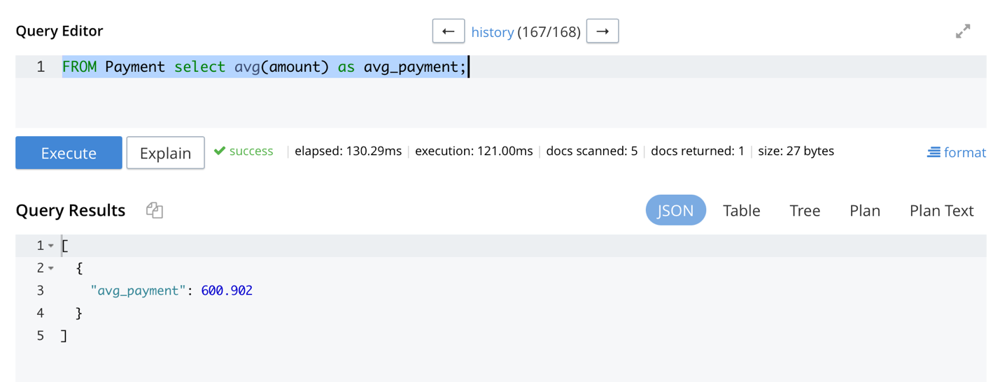 Query Editor
← history (167/168) →
1 FROM Payment select avg(amount) as avg_payment;
Execute Explain success elapsed: 130.29ms execution: 121.00ms docs scanned: 5 docs returned: 1 size: 27 bytes format
Query Results JSON Table Tree Plan Plan Text
1 [
2 {
3 "avg_payment": 600.902
4 }
5 ]